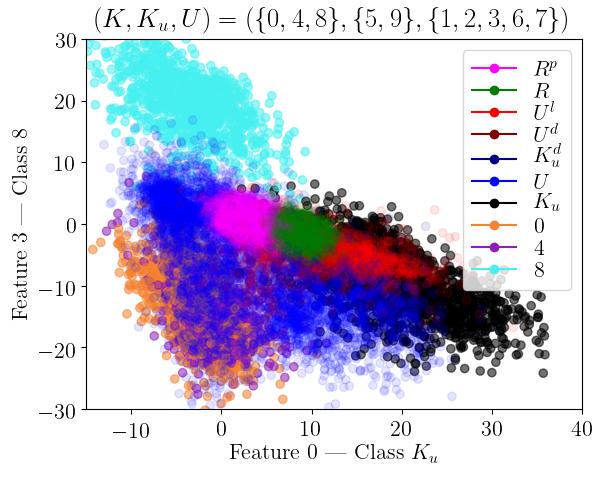 (K, K_u, U) = ({0, 4, 8}, {5, 9}, {1, 2, 3, 6, 7})
30
20
10
0
−10
−20
−30
Feature 3 — Class 8
R^p
R
U^l
U^d
K_u^d
U
K_u
0
4
8
−10
0
10
20
30
40
Feature 0 — Class K_u